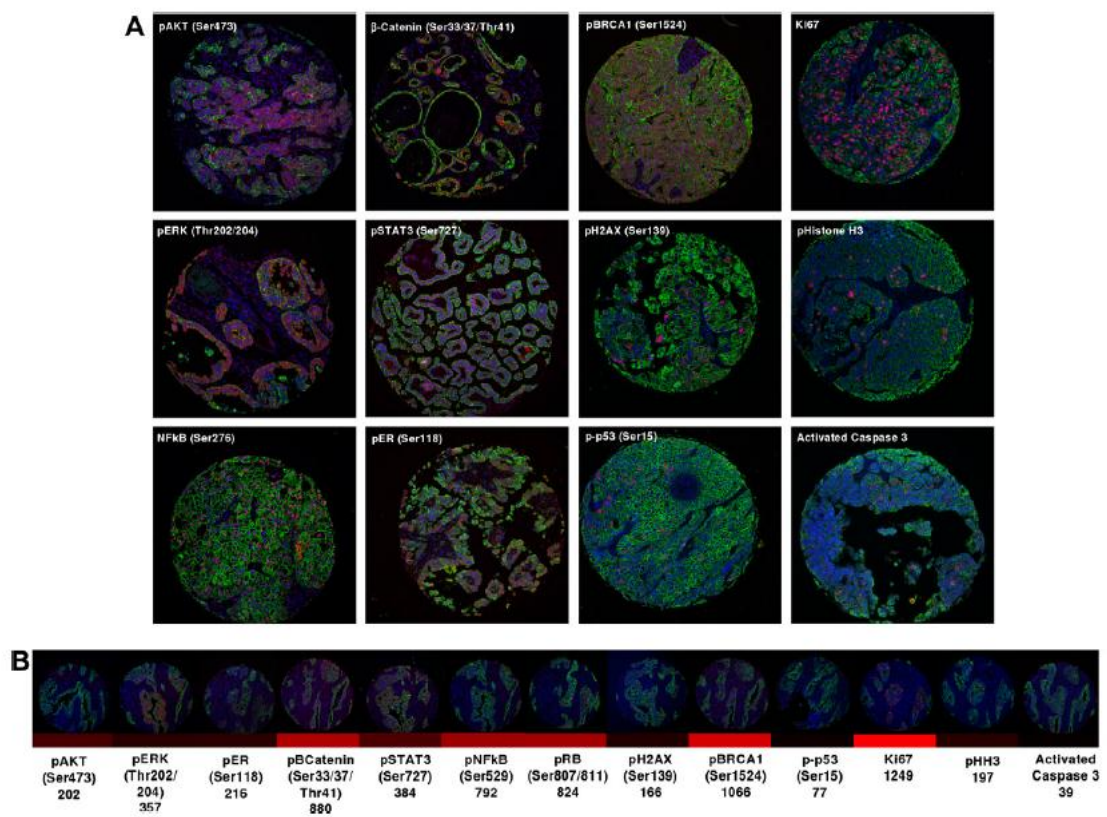 A
pAKT (Ser473)
β-Catenin (Ser33/37/Thr41)
pBRCA1 (Ser1524)
Ki67
pERK (Thr202/204)
pSTAT3 (Ser727)
pH2AX (Ser139)
pHistone H3
NFkB (Ser276)
pER (Ser118)
p-p53 (Ser15)
Activated Caspase 3
B
pAKT
(Ser473)
202
pERK
(Thr202/
204)
357
pER
(Ser118)
216
pBCatenin
(Ser33/37/
Thr41)
880
pSTAT3
(Ser727)
384
pNFkB
(Ser529)
792
pRB
(Ser807/811)
824
pH2AX
(Ser139)
166
pBRCA1
(Ser1524)
1066
p-p53
(Ser15)
77
Ki67
1249
pHH3
197
Activated
Caspase 3
39